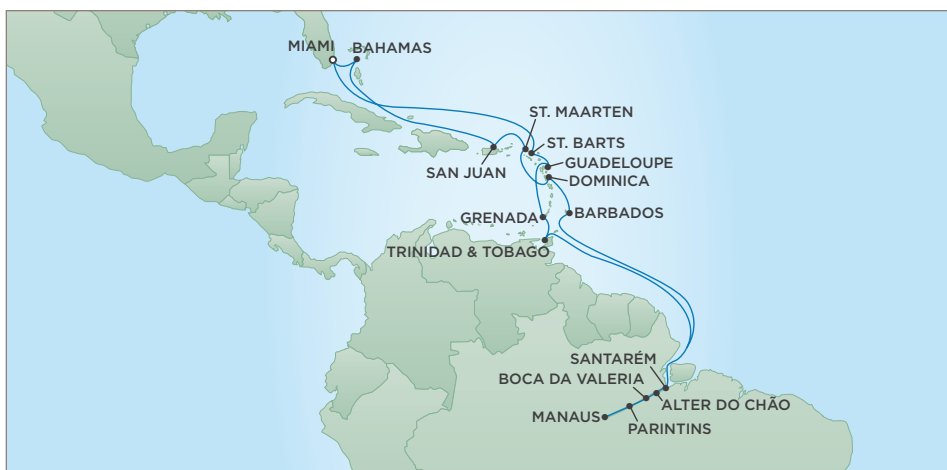 MIAMI
BAHAMAS
ST. MAARTEN
ST. BARTS
GUADELOUPE
SAN JUAN
DOMINICA
GRENADA
BARBADOS
TRINIDAD & TOBAGO
SANTARÉM
BOCA DA VALERIA
ALTER DO CHÃO
MANAUS
PARINTINS